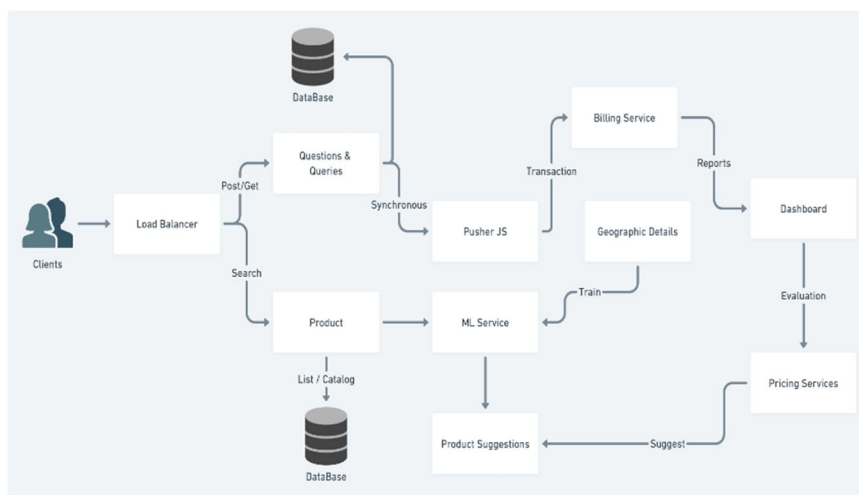 DataBase
Billing Service
Questions &
Queries
Reports
Post/Get
Transaction
Synchronous
Dashboard
Load Balancer
Pusher JS
Geographic Details
Clients
Search
Train
Evaluation
Product
ML Service
List / Catalog
Pricing Services
Product Suggestions
Suggest
DataBase